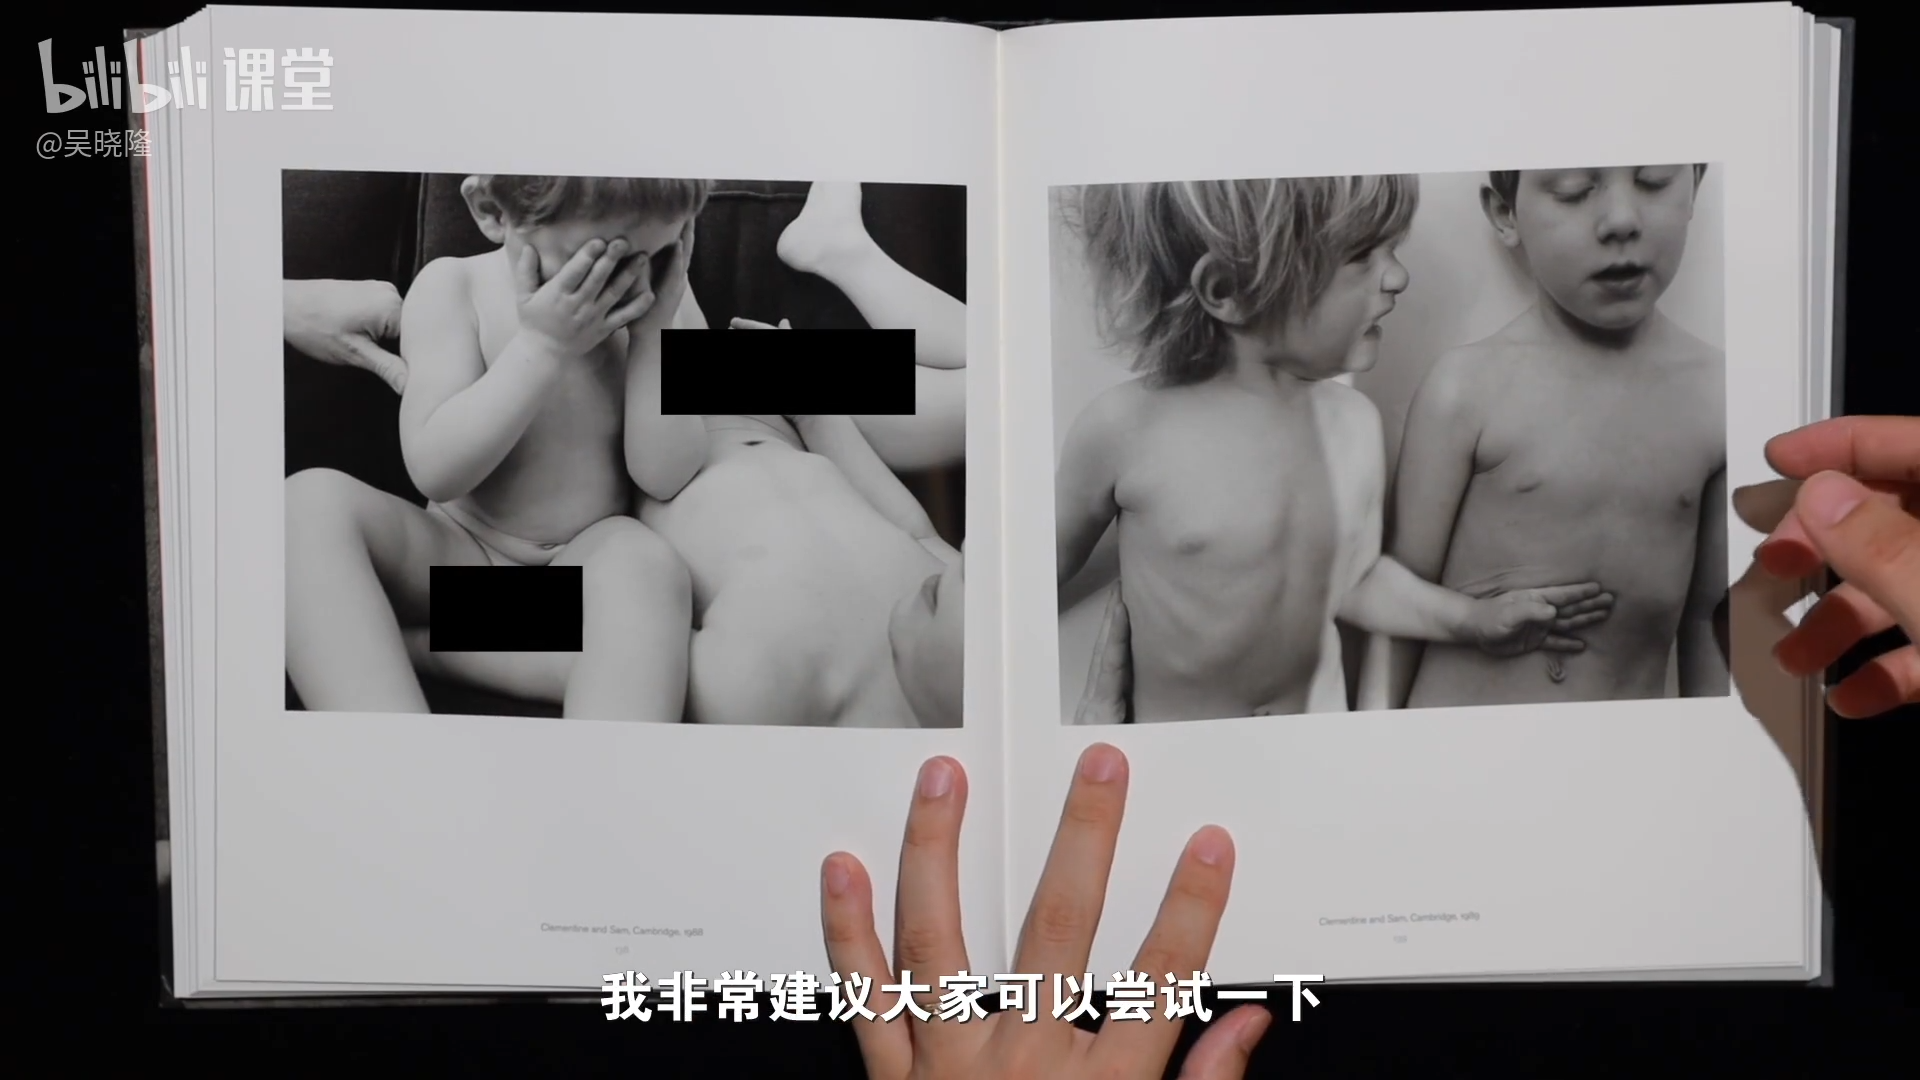 bilibili 课堂
@吴晓隆
Clementine and Sam, Cambridge, 1988
Clementine and Sam, Cambridge, 1989
我非常建议大家可以尝试一下